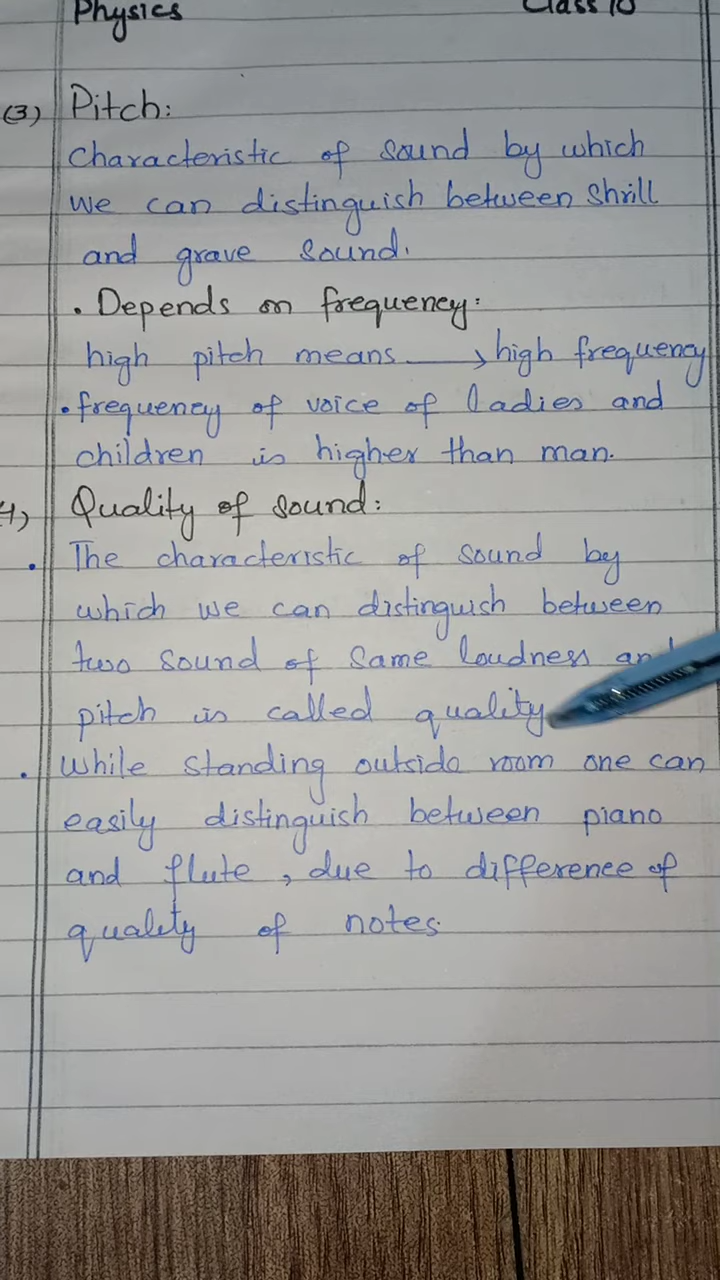 Physics Class 10
(3) Pitch:
Characteristic of sound by which
we can distinguish between shrill
and grave sound.
. Depends on frequency:
high pitch means → high frequency
. frequency of voice of ladies and
children is higher than man.
4) Quality of sound:
. The characteristic of sound by
which we can distinguish between
two sound of same loudness and
pitch is called quality
. While standing outside room one can
easily distinguish between piano
and flute, due to difference of
quality of notes.